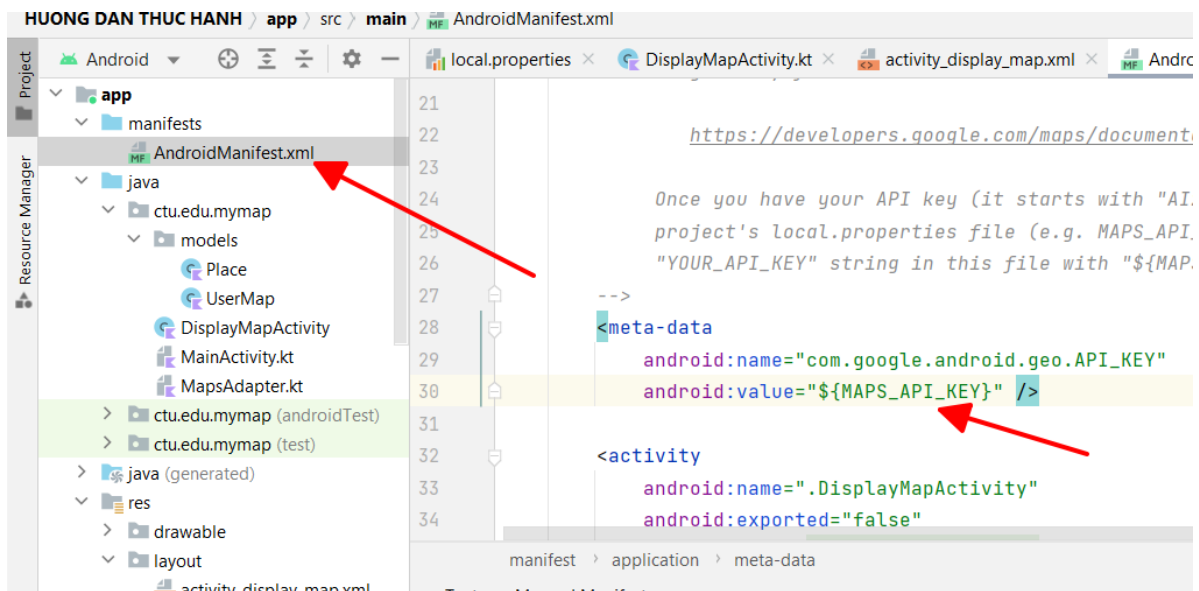 HUONG DAN THUC HANH 〉 app 〉 src 〉 main 〉 AndroidManifest.xml
Project
Resource Manager
Android
app
manifests
AndroidManifest.xml
java
ctu.edu.mymap
models
Place
UserMap
DisplayMapActivity
MainActivity.kt
MapsAdapter.kt
ctu.edu.mymap (androidTest)
ctu.edu.mymap (test)
java (generated)
res
drawable
layout
activity_display_map.xml
local.properties
DisplayMapActivity.kt
activity_display_map.xml
21
22 https://developers.google.com/maps/document
23
24 Once you have your API key (it starts with "AI
25 project's local.properties file (e.g. MAPS_API
26 "YOUR_API_KEY" string in this file with "${MAP
27 -->
28 <meta-data
29 android:name="com.google.android.geo.API_KEY"
30 android:value="${MAPS_API_KEY}" />
31
32 <activity
33 android:name=".DisplayMapActivity"
34 android:exported="false"
manifest › application › meta-data